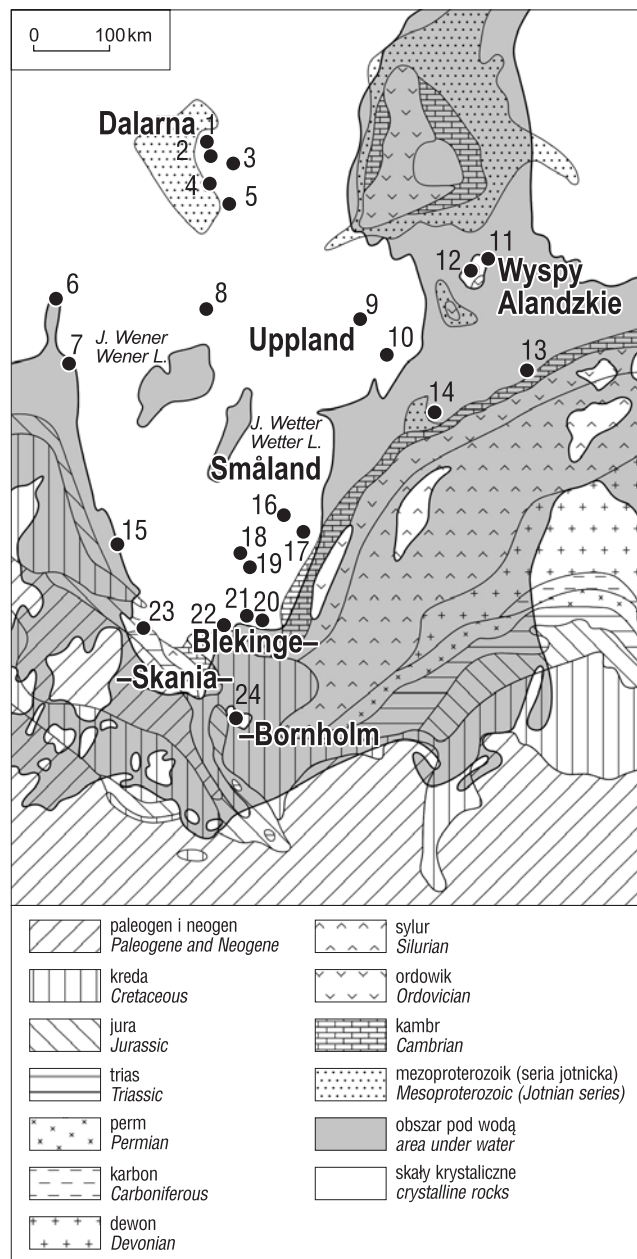 0 100 km
Dalarna
1
2
3
4
5
11
12
Wyspy
Alandzkie
6
8
9
Uppland
J. Wener
Wener L.
7
10
13
14
J. Wetter
Wetter L.
Småland
16
15
18
17
19
23
22
21
20
Blekinge–
–Skania–
24
–Bornholm
paleogen i neogen
Paleogene and Neogene
kreda
Cretaceous
jura
Jurassic
trias
Triassic
perm
Permian
karbon
Carboniferous
dewon
Devonian
sylur
Silurian
ordowik
Ordovician
kambr
Cambrian
mezoproterozoik (seria jotnicka)
Mesoproterozoic (Jotnian series)
obszar pod wodą
area under water
skały krystaliczne
crystalline rocks